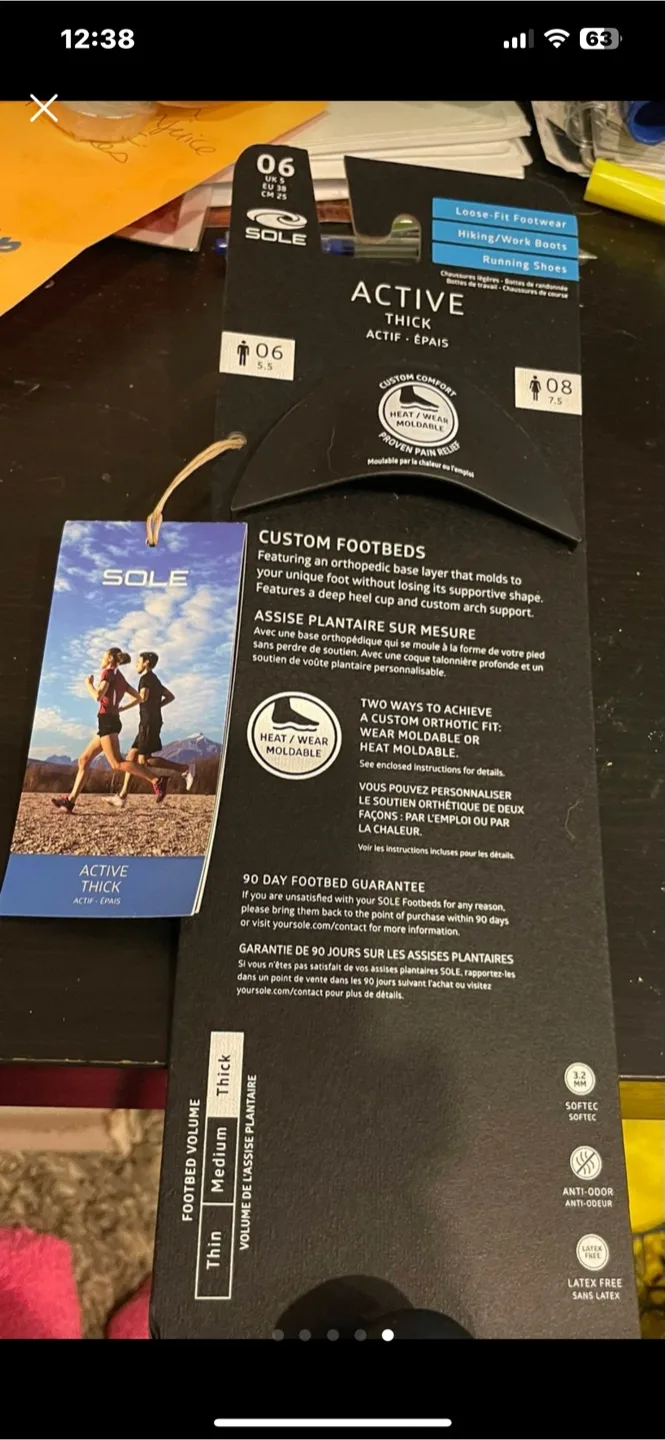 12:38
63
06
UK 5
EU 38
CM 25
SOLE
Loose-Fit Footwear
Hiking/Work Boots
Running Shoes
Chaussures légères - Bottes de randonnée
Bottes de travail - Chaussures de course
ACTIVE
THICK
ACTIF - ÉPAIS
06
5.5
08
7.5
CUSTOM COMFORT
HEAT / WEAR
MOLDABLE
PROVEN PAIN RELIEF
Moulable par la chaleur ou l'emploi
CUSTOM FOOTBEDS
Featuring an orthopedic base layer that molds to
your unique foot without losing its supportive shape.
Features a deep heel cup and custom arch support.
ASSISE PLANTAIRE SUR MESURE
Avec une base orthopédique qui se moule à la forme de votre pied
sans perdre de soutien. Avec une coque talonnière profonde et un
soutien de voûte plantaire personnalisable.
HEAT / WEAR
MOLDABLE
TWO WAYS TO ACHIEVE
A CUSTOM ORTHOTIC FIT:
WEAR MOLDABLE OR
HEAT MOLDABLE.
See enclosed instructions for details.
VOUS POUVEZ PERSONNALISER
LE SOUTIEN ORTHÉTIQUE DE DEUX
FAÇONS : PAR L'EMPLOI OU PAR
LA CHALEUR.
Voir les instructions incluses pour les détails.
SOLE
ACTIVE
THICK
ACTIF - ÉPAIS
90 DAY FOOTBED GUARANTEE
If you are unsatisfied with your SOLE Footbeds for any reason,
please bring them back to the point of purchase within 90 days
or visit yoursole.com/contact for more information.
GARANTIE DE 90 JOURS SUR LES ASSISES PLANTAIRES
Si vous n'êtes pas satisfait de vos assises plantaires SOLE, rapportez-les
dans un point de vente dans les 90 jours suivant l'achat ou visitez
yoursole.com/contact pour plus de détails.
FOOTBED VOLUME
Thin Medium Thick
VOLUME DE L'ASSISE PLANTAIRE
3.2
MM
SOFTEC
SOFTEC
ANTI-ODOR
ANTI-ODEUR
LATEX
FREE
LATEX FREE
SANS LATEX